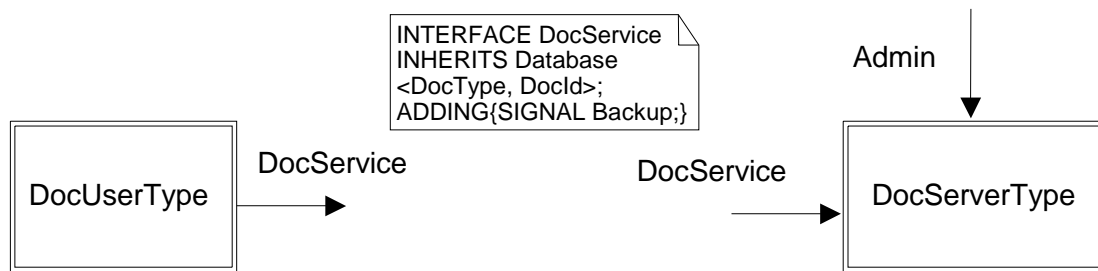 INTERFACE DocService
INHERITS Database
<DocType, DocId>;
ADDING{SIGNAL Backup;}
Admin
DocService
DocService
DocUserType
DocServerType